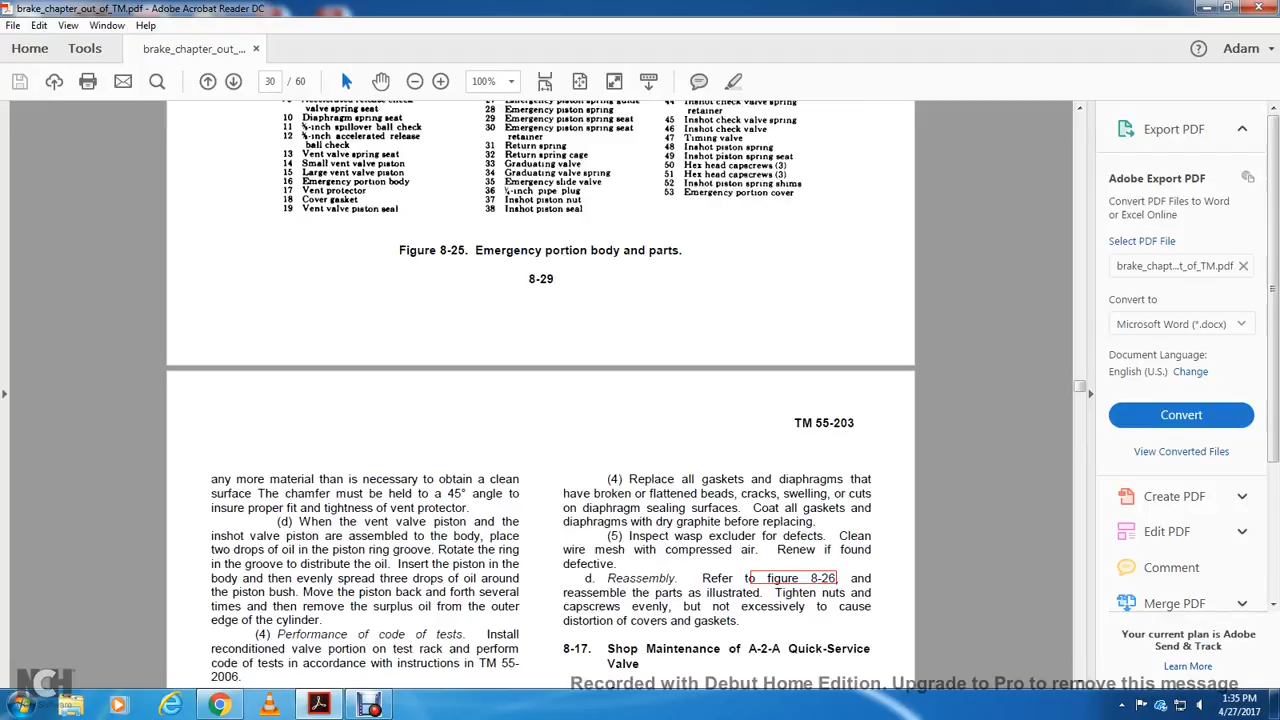 brake_chapter_out_of_TM.pdf - Adobe Acrobat Reader DC
File Edit View Window Help
Home Tools brake_chapter_out_... × Adam
30 / 60 100%
valve spring seat
10 Diaphragm spring seat
11 ⅝-inch spillover ball check
12 accelerated release
ball check
13 Vent valve spring seat
14 Small vent valve piston
15 Large vent valve piston
16 Emergency portion body
17 Vent protector
18 Cover gasket
19 Vent valve piston seal
27 Emergency piston spring guide
28 Emergency piston spring
29 Emergency piston spring seat
30 Emergency piston spring seat
retainer
31 Return spring
32 Return spring cage
33 Graduating valve
34 Graduating valve spring
35 Emergency slide valve
36 ¼-inch pipe plug
37 Inshot piston nut
38 Inshot piston seal
44 Inshot check valve spring
retainer
45 Inshot check valve spring
46 Inshot check valve
47 Timing valve
48 Inshot piston spring
49 Inshot piston spring seat
50 Hex head capscrews (3)
51 Hex head capscrews (3)
52 Inshot piston spring shims
53 Emergency portion cover
Figure 8-25. Emergency portion body and parts.
8-29
TM 55-203
any more material than is necessary to obtain a clean
surface The chamfer must be held to a 45° angle to
insure proper fit and tightness of vent protector.
(d) When the vent valve piston and the
inshot valve piston are assembled to the body, place
two drops of oil in the piston ring groove. Rotate the ring
in the groove to distribute the oil. Insert the piston in the
body and then evenly spread three drops of oil around
the piston bush. Move the piston back and forth several
times and then remove the surplus oil from the outer
edge of the cylinder.
(4) Performance of code of tests. Install
reconditioned valve portion on test rack and perform
code of tests in accordance with instructions in TM 55-
2006.
(4) Replace all gaskets and diaphragms that
have broken or flattened beads, cracks, swelling, or cuts
on diaphragm sealing surfaces. Coat all gaskets and
diaphragms with dry graphite before replacing.
(5) Inspect wasp excluder for defects. Clean
wire mesh with compressed air. Renew if found
defective.
d. Reassembly. Refer to figure 8-26, and
reassemble the parts as illustrated. Tighten nuts and
capscrews evenly, but not excessively to cause
distortion of covers and gaskets.
8-17. Shop Maintenance of A-2-A Quick-Service
Valve
Export PDF
Adobe Export PDF
Convert PDF Files to Word
or Excel Online
Select PDF File
brake_chapt...t_of_TM.pdf ×
Convert to
Microsoft Word (*.docx)
Document Language:
English (U.S.) Change
Convert
View Converted Files
Create PDF
Edit PDF
Comment
Merge PDF
Your current plan is Adobe
Send & Track
Learn More
Recorded with Debut Home Edition. Upgrade to Pro to remove this message
NCH
Software
1:35 PM
4/27/2017